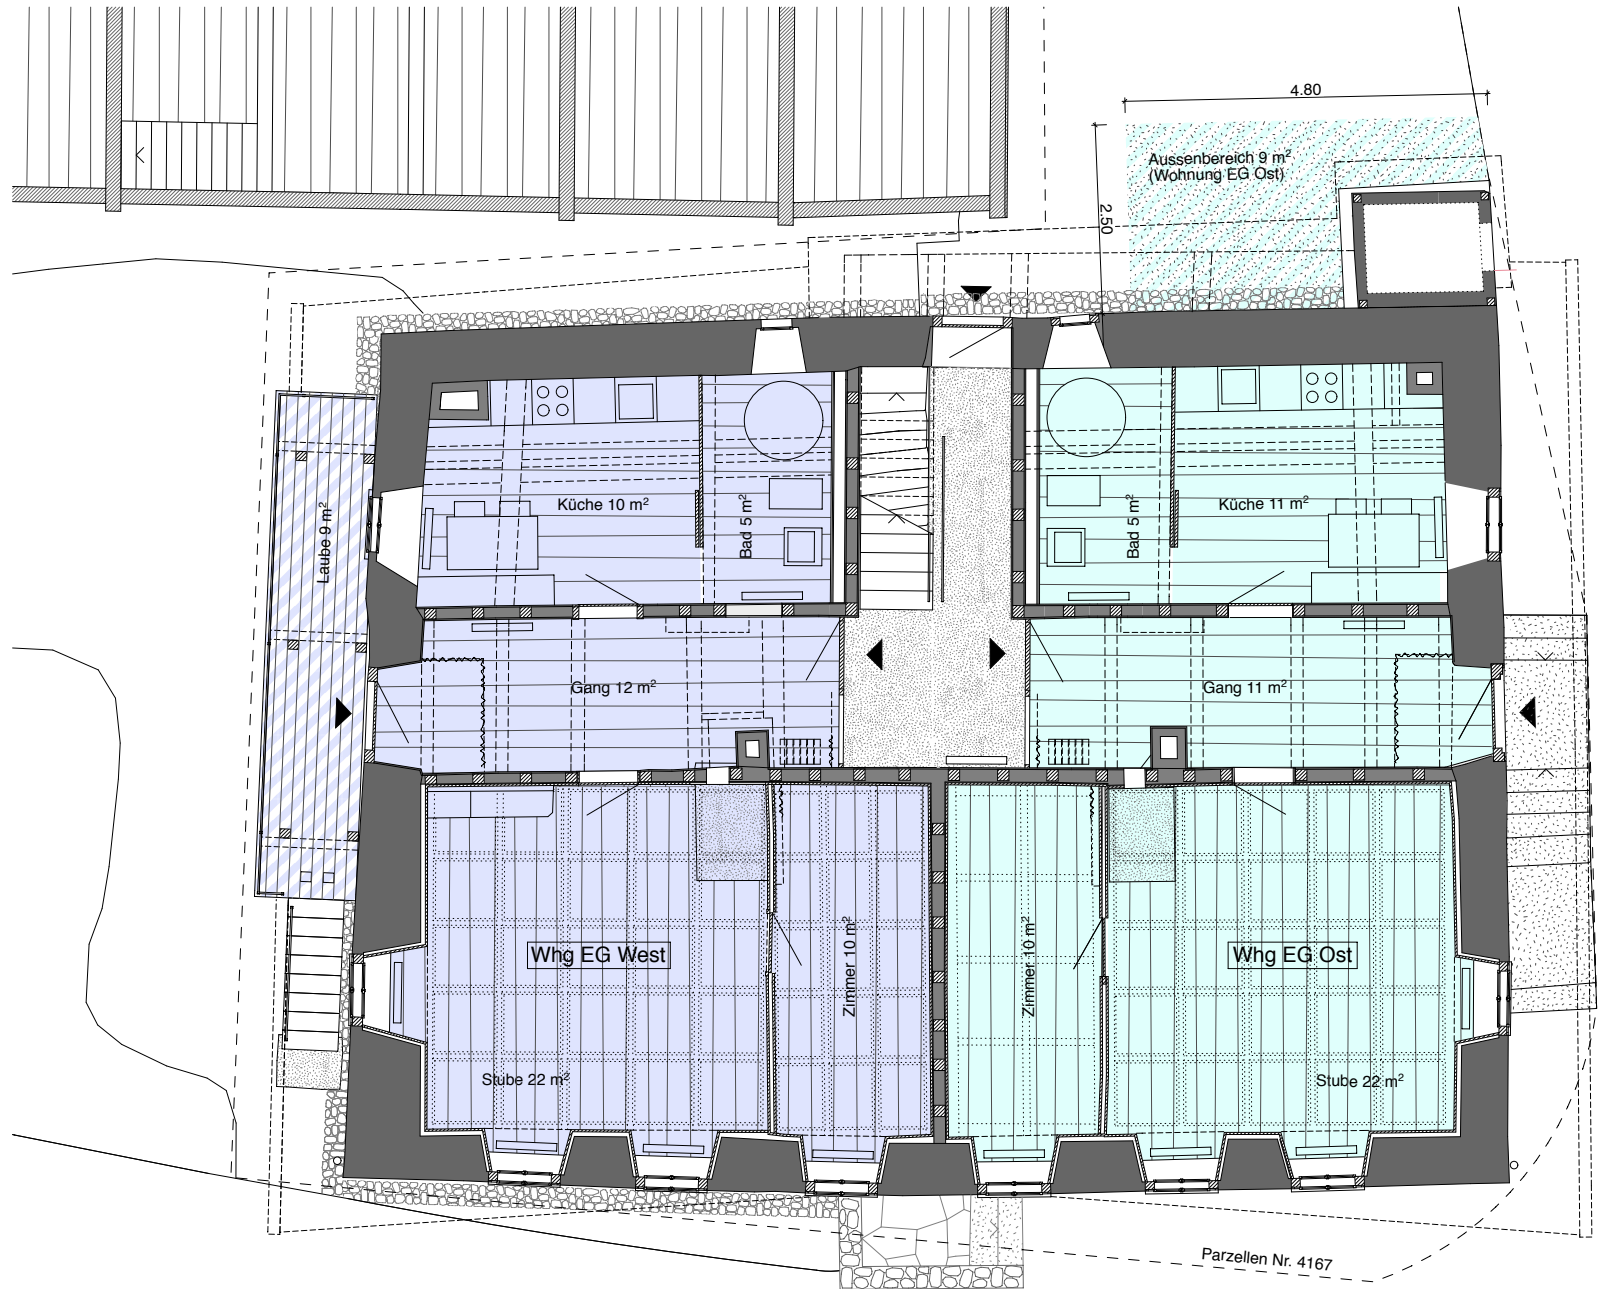 4.80
Aussenbereich 9 m²
(Wohnung EG Ost)
2.50
Küche 10 m²
Bad 5 m²
Bad 5 m²
Küche 11 m²
Laube 9 m²
Gang 12 m²
Gang 11 m²
Whg EG West
Zimmer 10 m²
Zimmer 10 m²
Whg EG Ost
Stube 22 m²
Stube 22 m²
Parzellen Nr. 4167